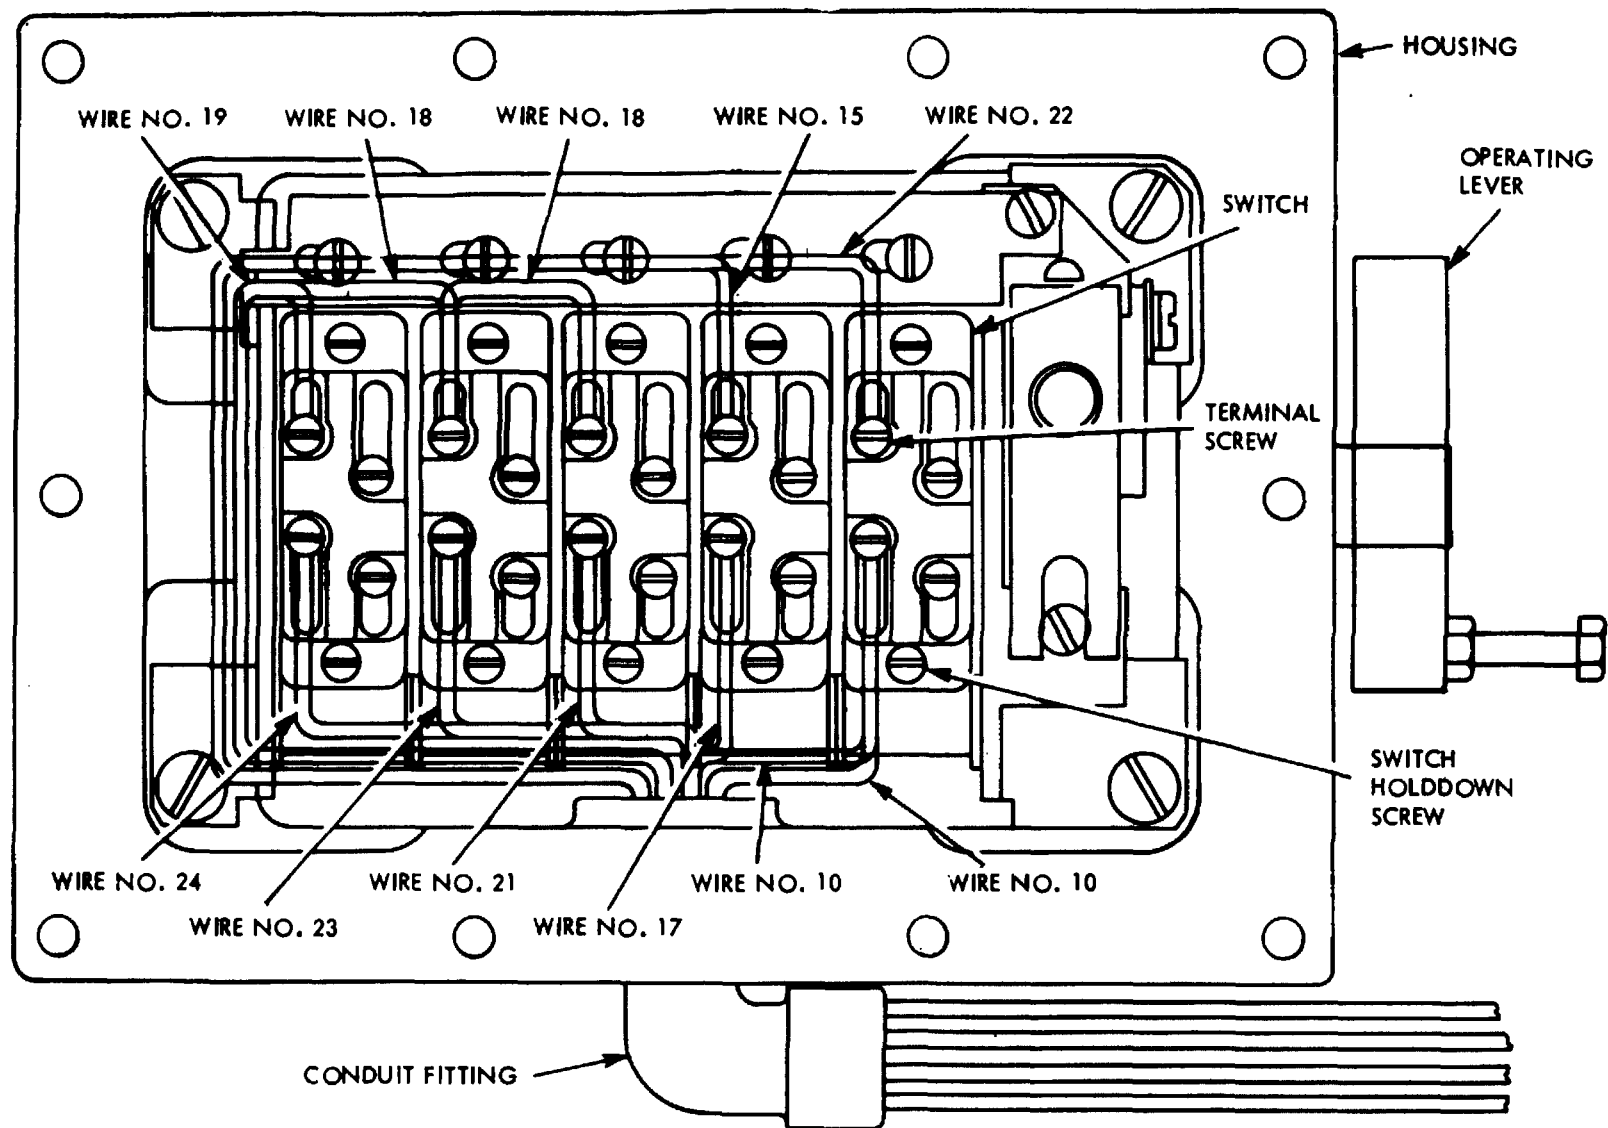 HOUSING
WIRE NO. 19
WIRE NO. 18
WIRE NO. 18
WIRE NO. 15
WIRE NO. 22
OPERATING
LEVER
SWITCH
TERMINAL
SCREW
SWITCH
HOLDDOWN
SCREW
WIRE NO. 24
WIRE NO. 21
WIRE NO. 10
WIRE NO. 10
WIRE NO. 23
WIRE NO. 17
CONDUIT FITTING